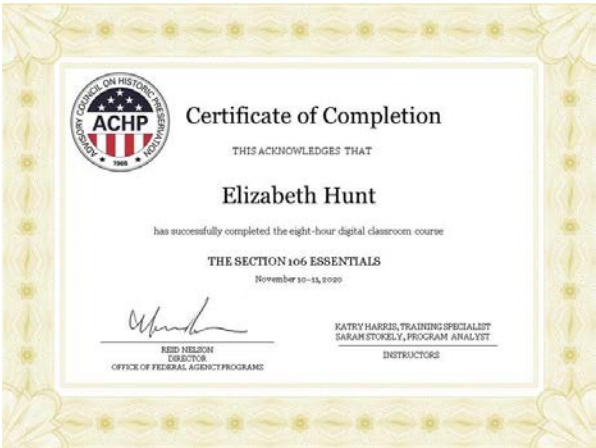 ADVISORY COUNCIL ON HISTORIC PRESERVATION
ACHP
1966
Certificate of Completion
THIS ACKNOWLEDGES THAT
Elizabeth Hunt
has successfully completed the eight-hour digital classroom course
THE SECTION 106 ESSENTIALS
November 10–11, 2020
REID NELSON
DIRECTOR
OFFICE OF FEDERAL AGENCY PROGRAMS
KATRY HARRIS, TRAINING SPECIALIST
SARAH STOKELY, PROGRAM ANALYST
INSTRUCTORS